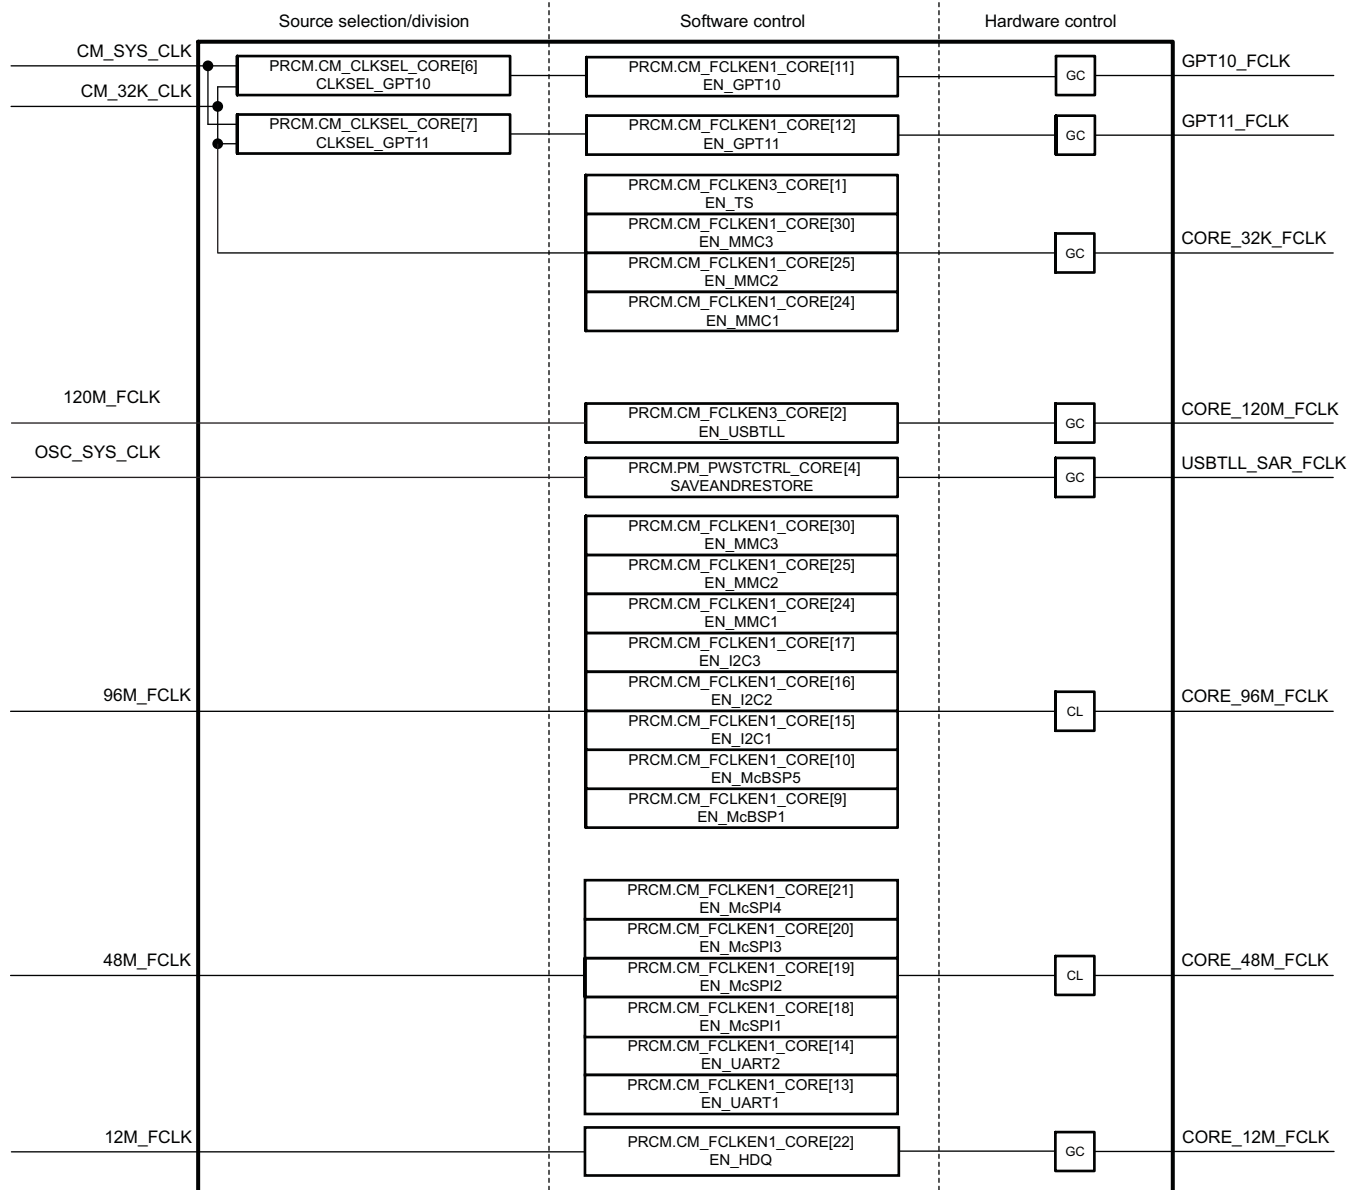 Source selection/division
Software control
Hardware control
CM_SYS_CLK
PRCM.CM_CLKSEL_CORE[6]
CLKSEL_GPT10
PRCM.CM_FCLKEN1_CORE[11]
EN_GPT10
GC
GPT10_FCLK
CM_32K_CLK
PRCM.CM_CLKSEL_CORE[7]
CLKSEL_GPT11
PRCM.CM_FCLKEN1_CORE[12]
EN_GPT11
GC
GPT11_FCLK
PRCM.CM_FCLKEN3_CORE[1]
EN_TS
PRCM.CM_FCLKEN1_CORE[30]
EN_MMC3
PRCM.CM_FCLKEN1_CORE[25]
EN_MMC2
PRCM.CM_FCLKEN1_CORE[24]
EN_MMC1
GC
CORE_32K_FCLK
120M_FCLK
PRCM.CM_FCLKEN3_CORE[2]
EN_USBTLL
GC
CORE_120M_FCLK
OSC_SYS_CLK
PRCM.PM_PWSTCTRL_CORE[4]
SAVEANDRESTORE
GC
USBTLL_SAR_FCLK
PRCM.CM_FCLKEN1_CORE[30]
EN_MMC3
PRCM.CM_FCLKEN1_CORE[25]
EN_MMC2
PRCM.CM_FCLKEN1_CORE[24]
EN_MMC1
PRCM.CM_FCLKEN1_CORE[17]
EN_I2C3
96M_FCLK
PRCM.CM_FCLKEN1_CORE[16]
EN_I2C2
PRCM.CM_FCLKEN1_CORE[15]
EN_I2C1
PRCM.CM_FCLKEN1_CORE[10]
EN_McBSP5
PRCM.CM_FCLKEN1_CORE[9]
EN_McBSP1
CL
CORE_96M_FCLK
PRCM.CM_FCLKEN1_CORE[21]
EN_McSPI4
PRCM.CM_FCLKEN1_CORE[20]
EN_McSPI3
48M_FCLK
PRCM.CM_FCLKEN1_CORE[19]
EN_McSPI2
PRCM.CM_FCLKEN1_CORE[18]
EN_McSPI1
PRCM.CM_FCLKEN1_CORE[14]
EN_UART2
PRCM.CM_FCLKEN1_CORE[13]
EN_UART1
CL
CORE_48M_FCLK
12M_FCLK
PRCM.CM_FCLKEN1_CORE[22]
EN_HDQ
GC
CORE_12M_FCLK